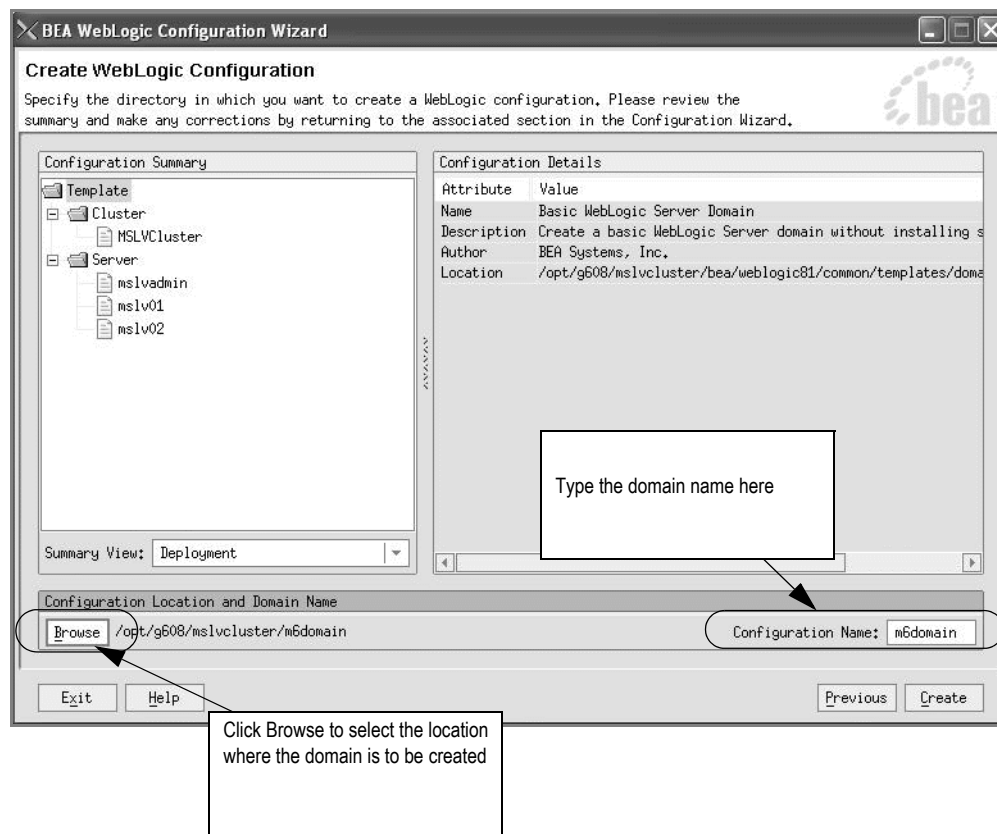 BEA WebLogic Configuration Wizard
Create WebLogic Configuration
Specify the directory in which you want to create a WebLogic configuration. Please review the
summary and make any corrections by returning to the associated section in the Configuration Wizard.
bea
Configuration Summary
Template
Cluster
MSLVCluster
Server
mslvadmin
mslv01
mslv02
Summary View: Deployment
Configuration Details
Attribute Value
Name Basic WebLogic Server Domain
Description Create a basic WebLogic Server domain without installing s
Author BEA Systems, Inc.
Location /opt/g608/mslvcluster/bea/weblogic81/common/templates/doma
Type the domain name here
Configuration Location and Domain Name
Browse /opt/g608/mslvcluster/m6domain
Configuration Name: m6domain
Exit Help Previous Create
Click Browse to select the location
where the domain is to be created